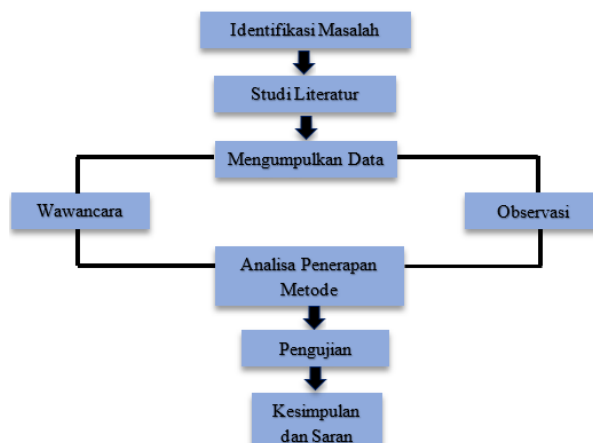 Identifikasi Masalah
Studi Literatur
Mengumpulkan Data
Wawancara
Observasi
Analisa Penerapan
Metode
Pengujian
Kesimpulan
dan Saran